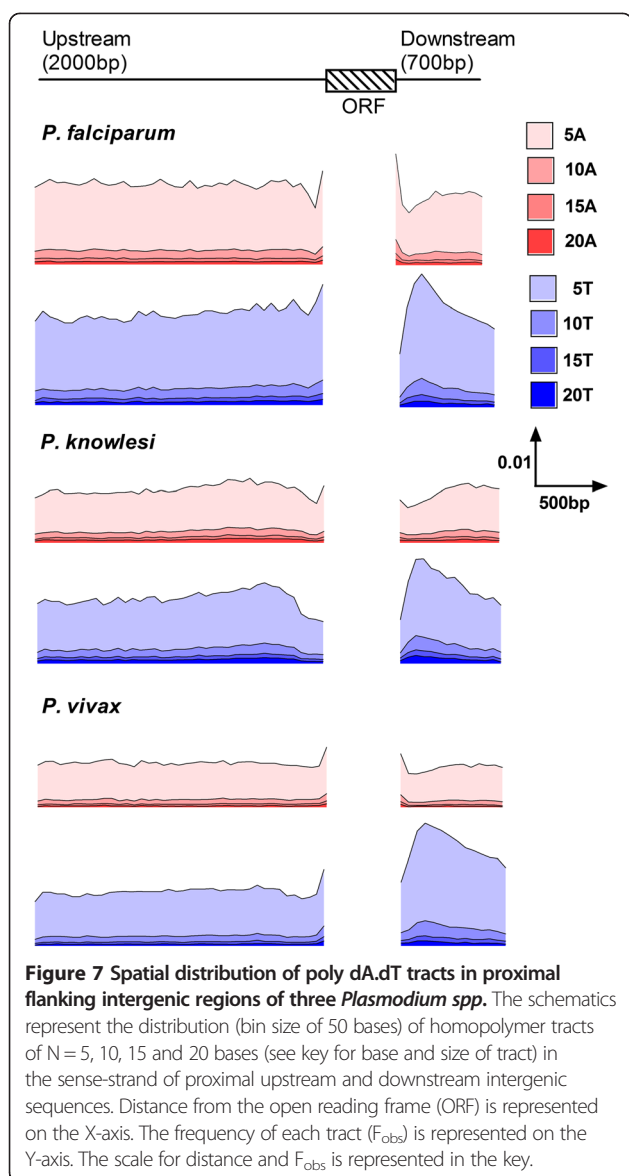 Upstream
(2000bp)
Downstream
(700bp)
ORF
P. falciparum
5A
10A
15A
20A
5T
10T
15T
20T
P. knowlesi
0.01
500bp
P. vivax
Figure 7 Spatial distribution of poly dA.dT tracts in proximal
flanking intergenic regions of three Plasmodium spp. The schematics
represent the distribution (bin size of 50 bases) of homopolymer tracts
of N = 5, 10, 15 and 20 bases (see key for base and size of tract) in
the sense-strand of proximal upstream and downstream intergenic
sequences. Distance from the open reading frame (ORF) is represented
on the X-axis. The frequency of each tract (Fobs) is represented on the
Y-axis. The scale for distance and Fobs is represented in the key.